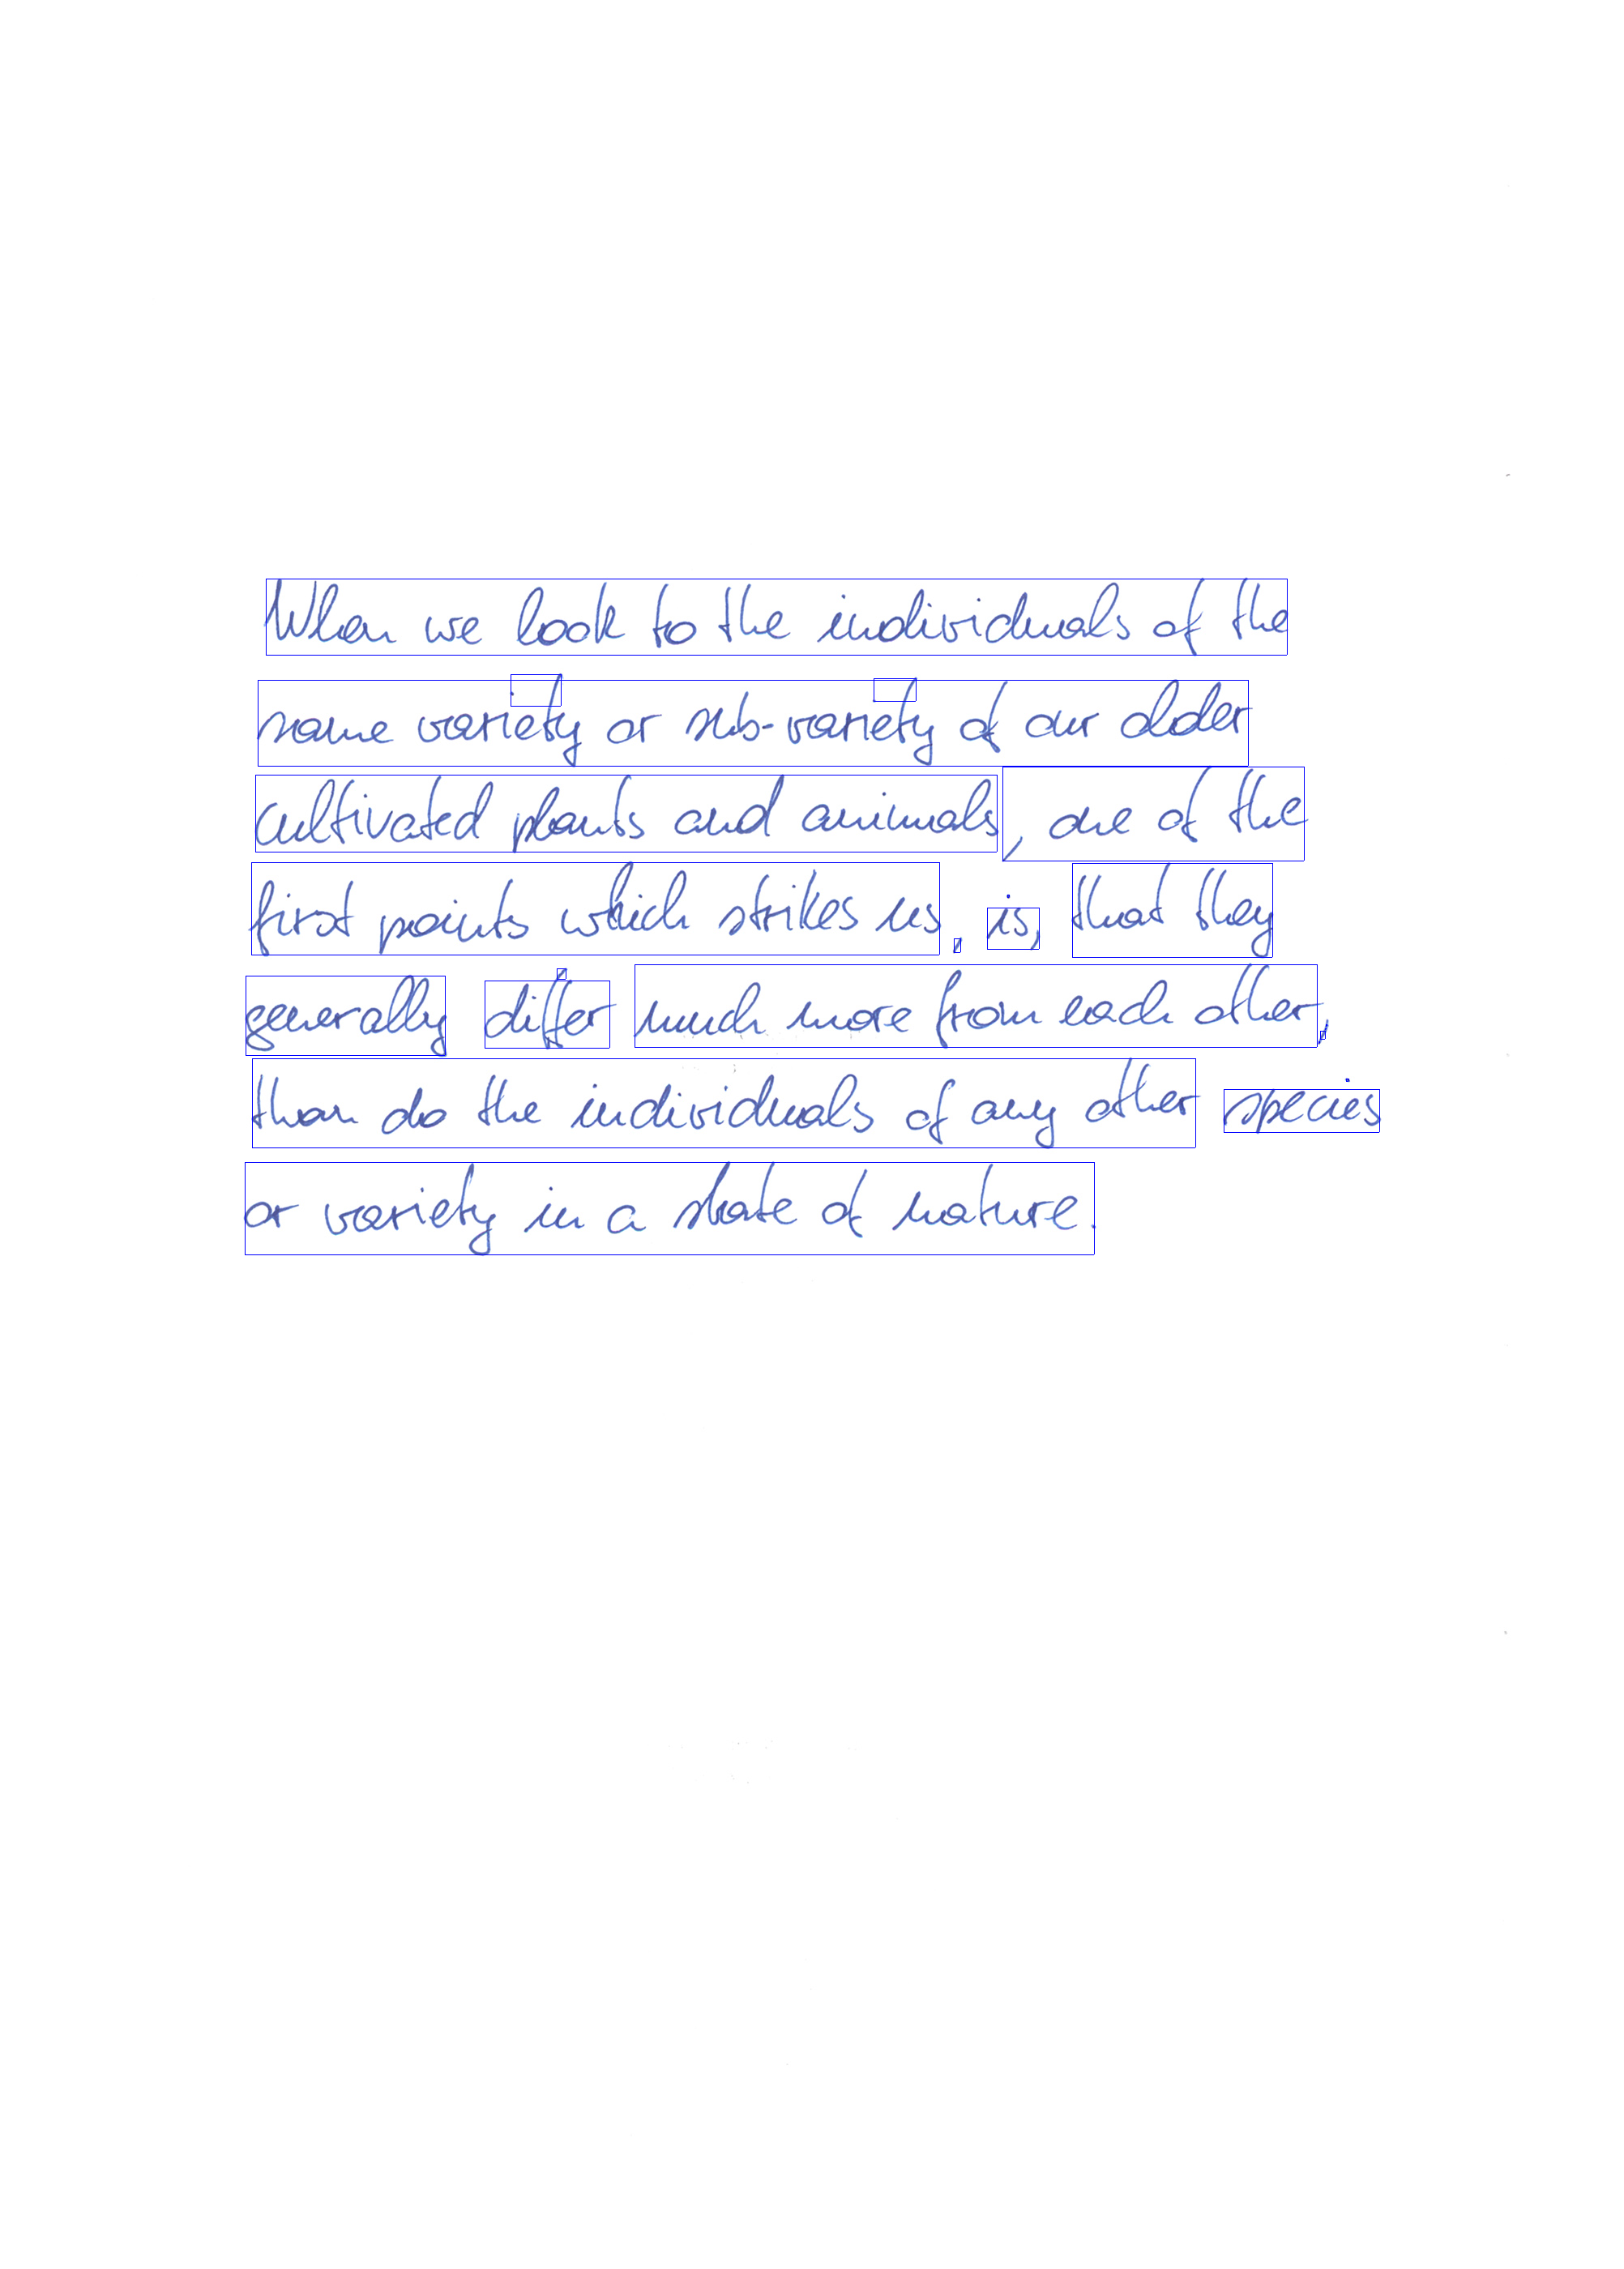 When we look to the individuals of the
same variety or sub-variety of our older
cultivated plants and animals, one of the
first points which strikes us, is, that they
generally differ much more from each other,
than do the individuals of any other species
or variety in a state of nature.